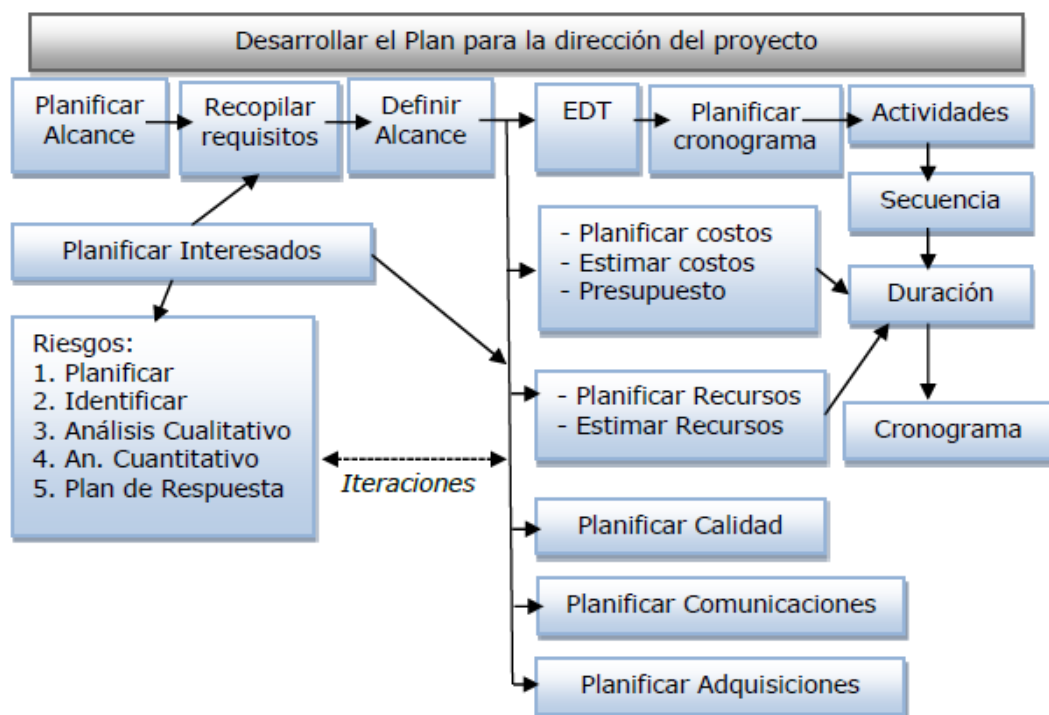 Desarrollar el Plan para la dirección del proyecto
Planificar
Alcance
Recopilar
requisitos
Definir
Alcance
EDT
Planificar
cronograma
Actividades
Secuencia
Planificar Interesados
- Planificar costos
- Estimar costos
- Presupuesto
Duración
Riesgos:
1. Planificar
2. Identificar
3. Análisis Cualitativo
4. An. Cuantitativo
5. Plan de Respuesta
Iteraciones
- Planificar Recursos
- Estimar Recursos
Cronograma
Planificar Calidad
Planificar Comunicaciones
Planificar Adquisiciones